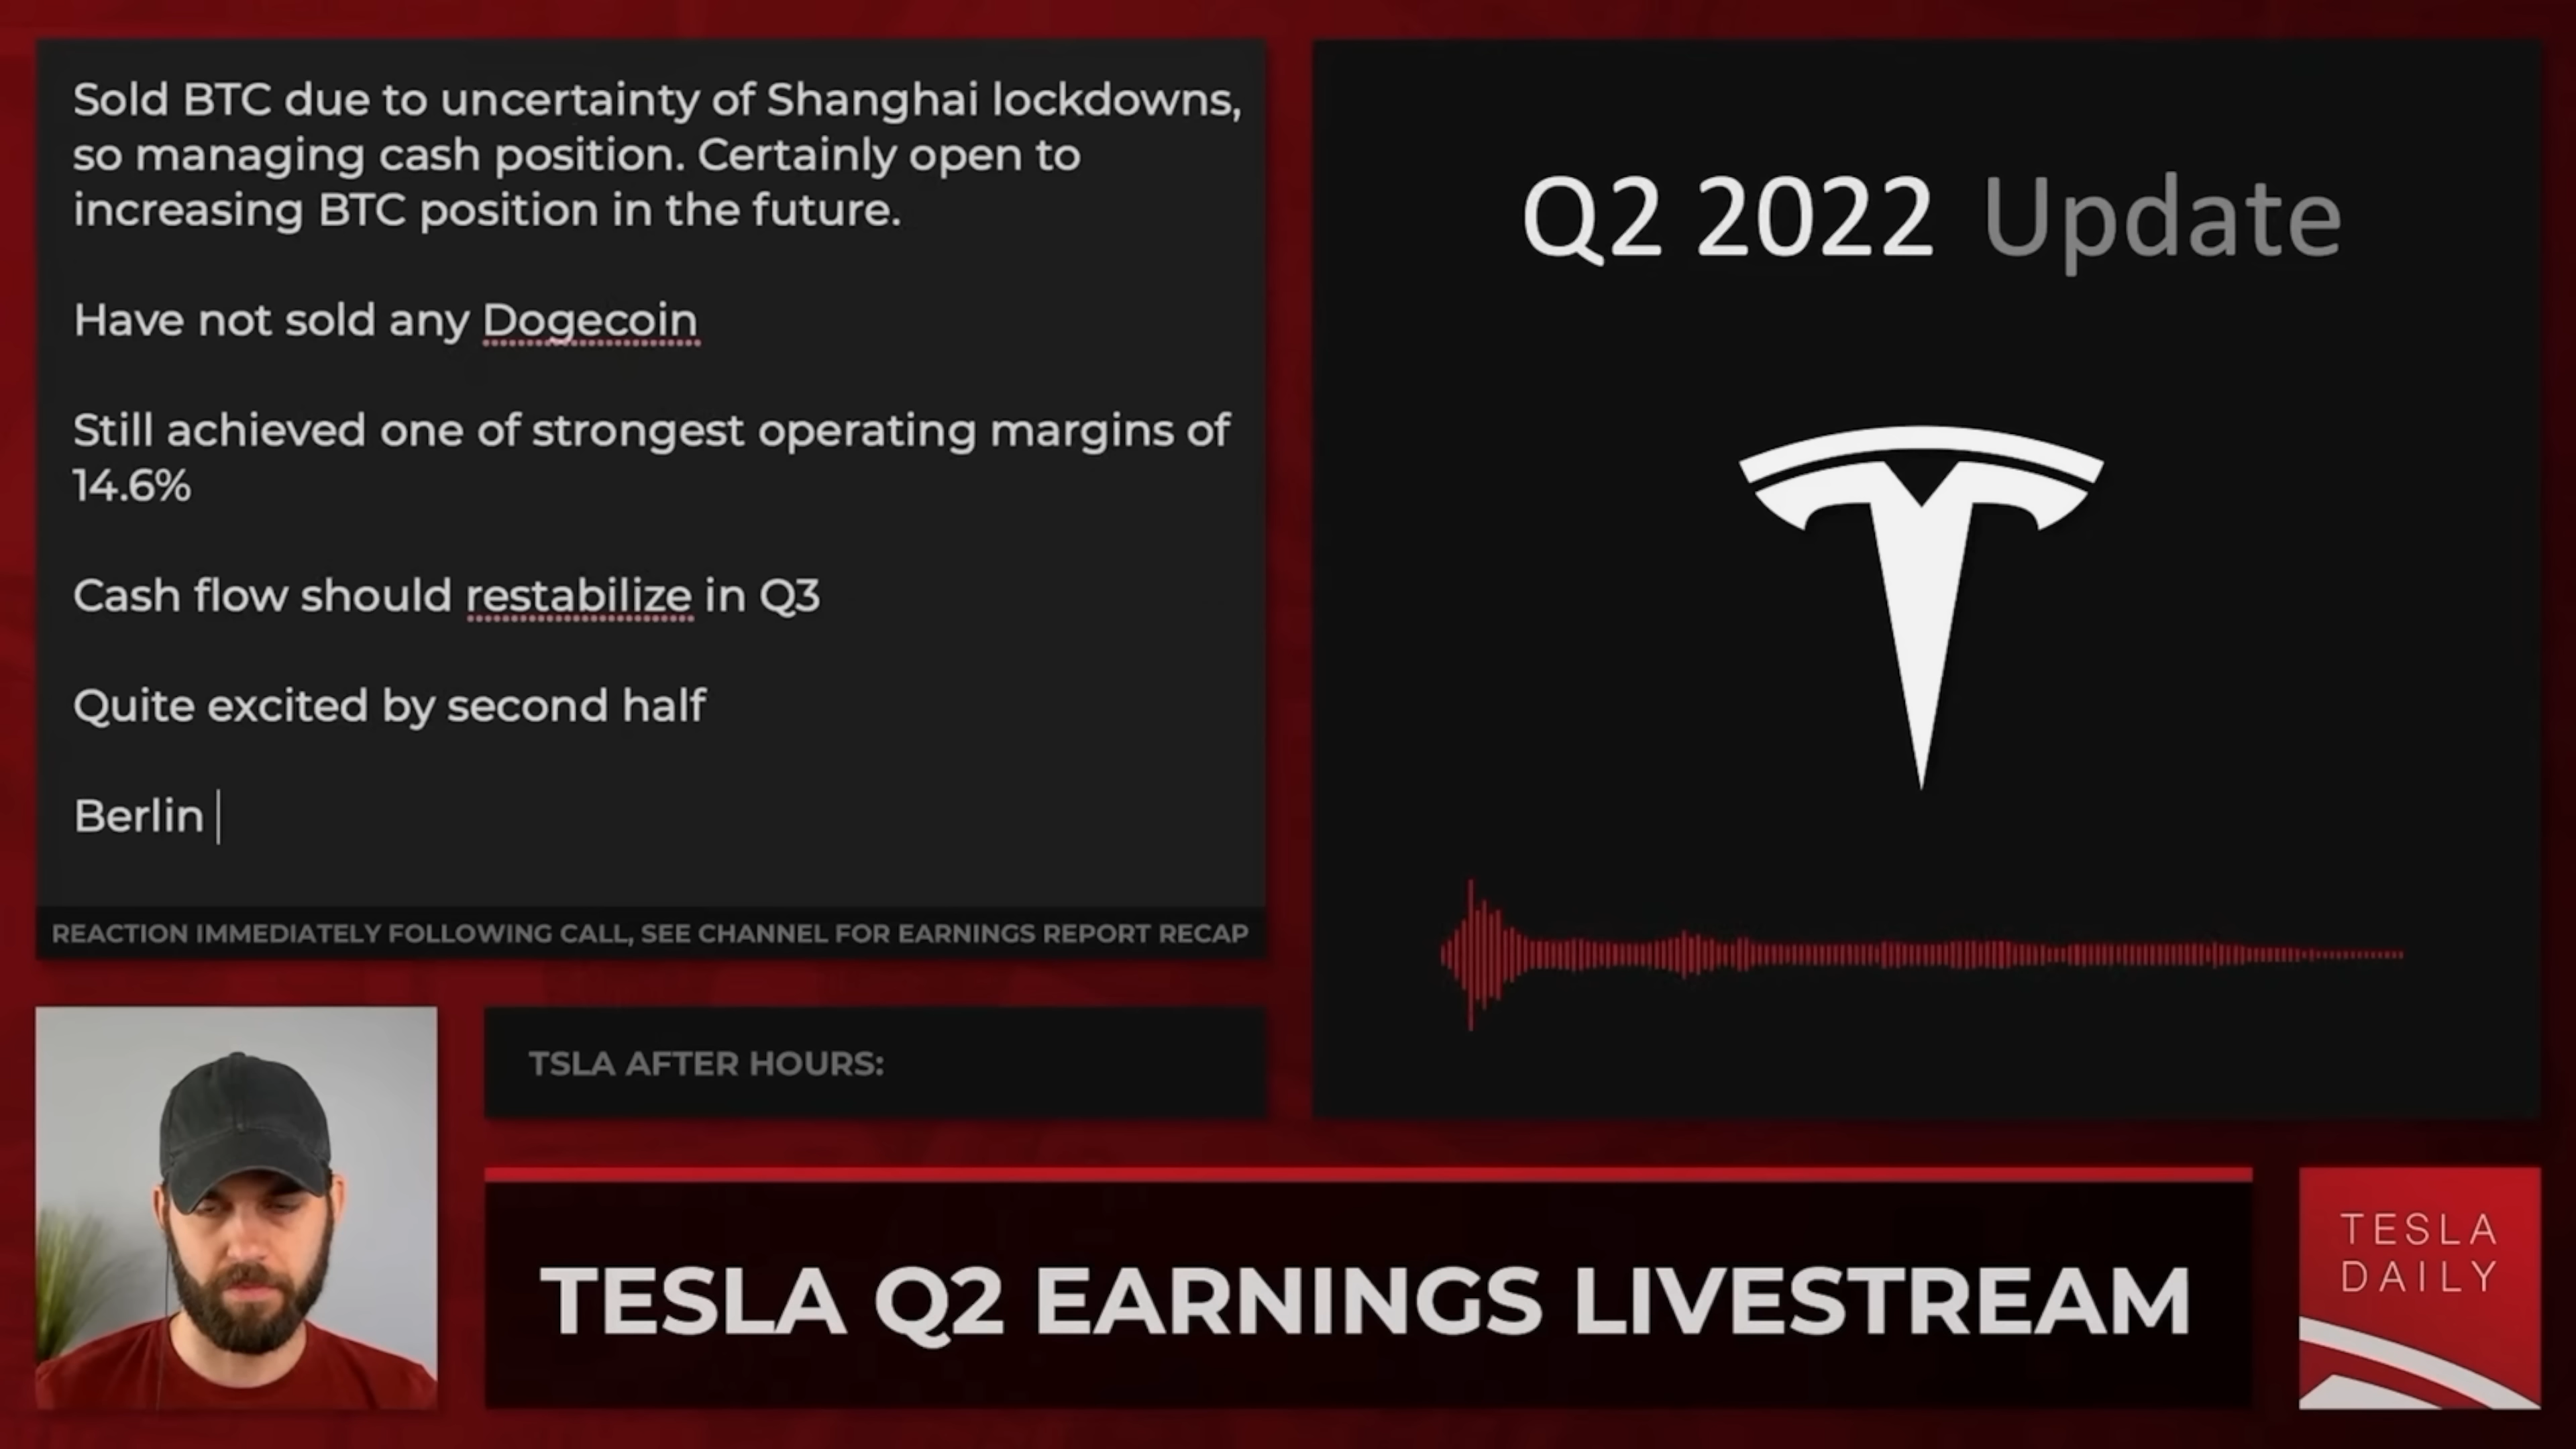 Sold BTC due to uncertainty of Shanghai lockdowns,
so managing cash position. Certainly open to
increasing BTC position in the future.
Have not sold any Dogecoin
Still achieved one of strongest operating margins of
14.6%
Cash flow should restabilize in Q3
Quite excited by second half
Berlin
REACTION IMMEDIATELY FOLLOWING CALL, SEE CHANNEL FOR EARNINGS REPORT RECAP
Q2 2022 Update
TSLA AFTER HOURS:
TESLA Q2 EARNINGS LIVESTREAM
TESLA
DAILY